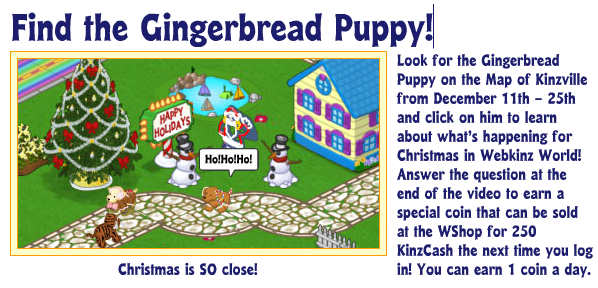 Find the Gingerbread Puppy!
HAPPY
HOLIDAYS
Ho!Ho!Ho!
Christmas is SO close!
Look for the Gingerbread
Puppy on the Map of Kinzville
from December 11th – 25th
and click on him to learn
about what's happening for
Christmas in Webkinz World!
Answer the question at the
end of the video to earn a
special coin that can be sold
at the WShop for 250
KinzCash the next time you log
in! You can earn 1 coin a day.